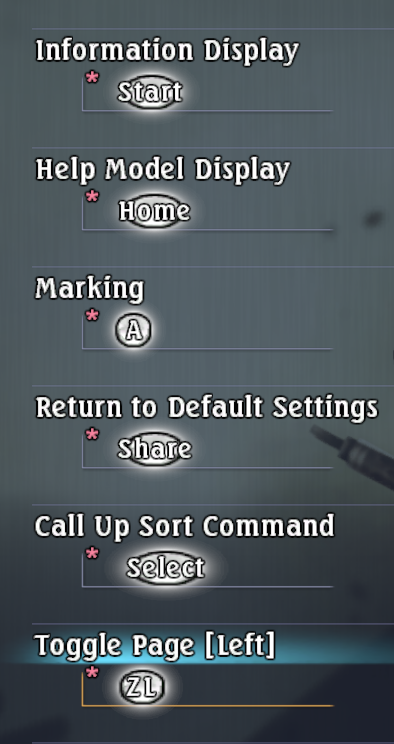 Information Display
* Start
Help Model Display
* Home
Marking
* A
Return to Default Settings
* Share
Call Up Sort Command
* Select
Toggle Page [Left]
* ZL